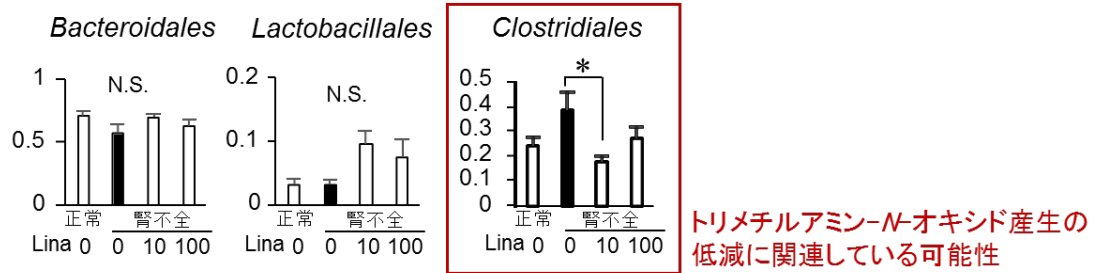 Bacteroidales
1
0.5
0
N.S.
正常 腎不全
Lina 0 0 10 100
Lactobacillales
0.2
0.1
0
N.S.
正常 腎不全
Lina 0 0 10 100
Clostridiales
0.5
0.4
0.3
0.2
0.1
0
*
正常 腎不全
Lina 0 0 10 100
トリメチルアミン-N-オキシド産生の
低減に関連している可能性